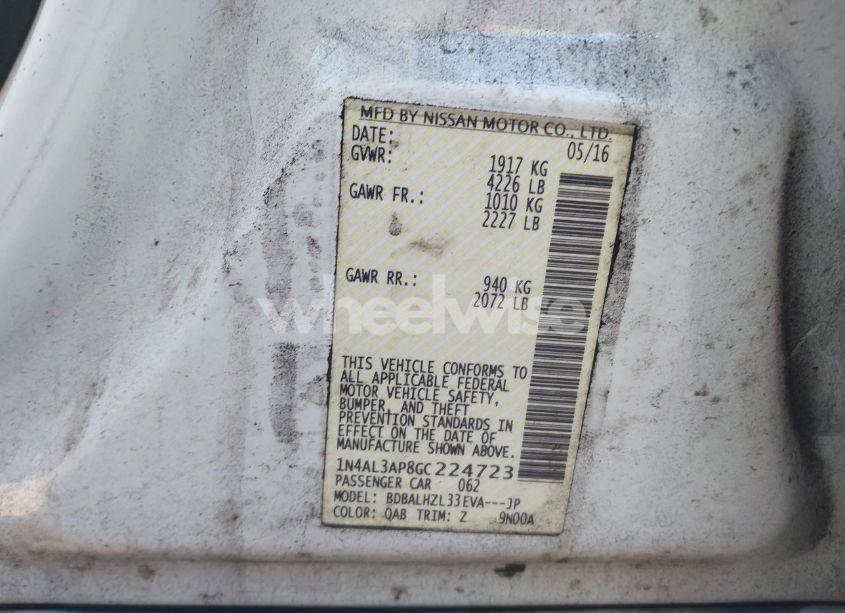 MFD BY NISSAN MOTOR CO., LTD.
DATE: 05/16
GVWR: 1917 KG
4226 LB
GAWR FR.: 1010 KG
2227 LB
GAWR RR.: 940 KG
2072 LB
wheelwise
THIS VEHICLE CONFORMS TO
ALL APPLICABLE FEDERAL
MOTOR VEHICLE SAFETY,
BUMPER, AND THEFT
PREVENTION STANDARDS IN
EFFECT ON THE DATE OF
MANUFACTURE SHOWN ABOVE.
1N4AL3AP8GC224723
PASSENGER CAR 062
MODEL: BDBALHZL33EVA---JP
COLOR: QAB TRIM: Z 9N00A